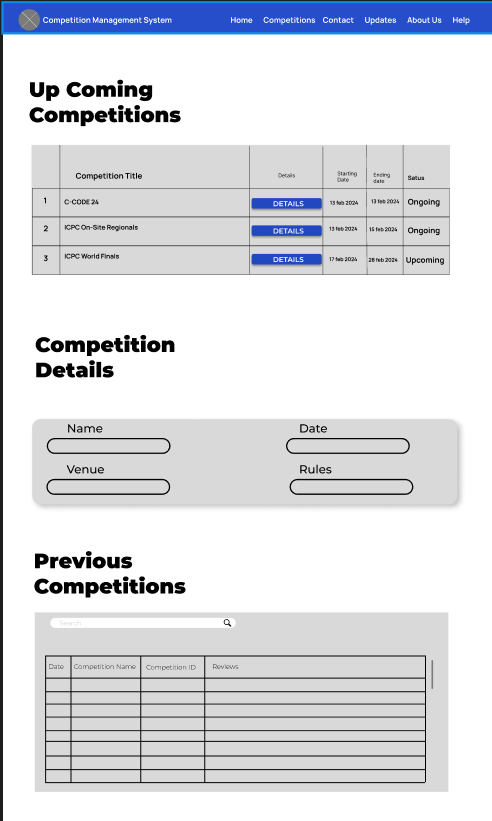 Competition Management System Home Competitions Contact Updates About Us Help
Up Coming
Competitions
Competition Title Details Starting Date Ending date Satus
1 C-CODE 24 DETAILS 13 feb 2024 13 feb 2024 Ongoing
2 ICPC On-Site Regionals DETAILS 13 feb 2024 15 feb 2024 Ongoing
3 ICPC World Finals DETAILS 17 feb 2024 28 feb 2024 Upcoming
Competition
Details
Name Date
Venue Rules
Previous
Competitions
Search
Date Competition Name Competition ID Reviews